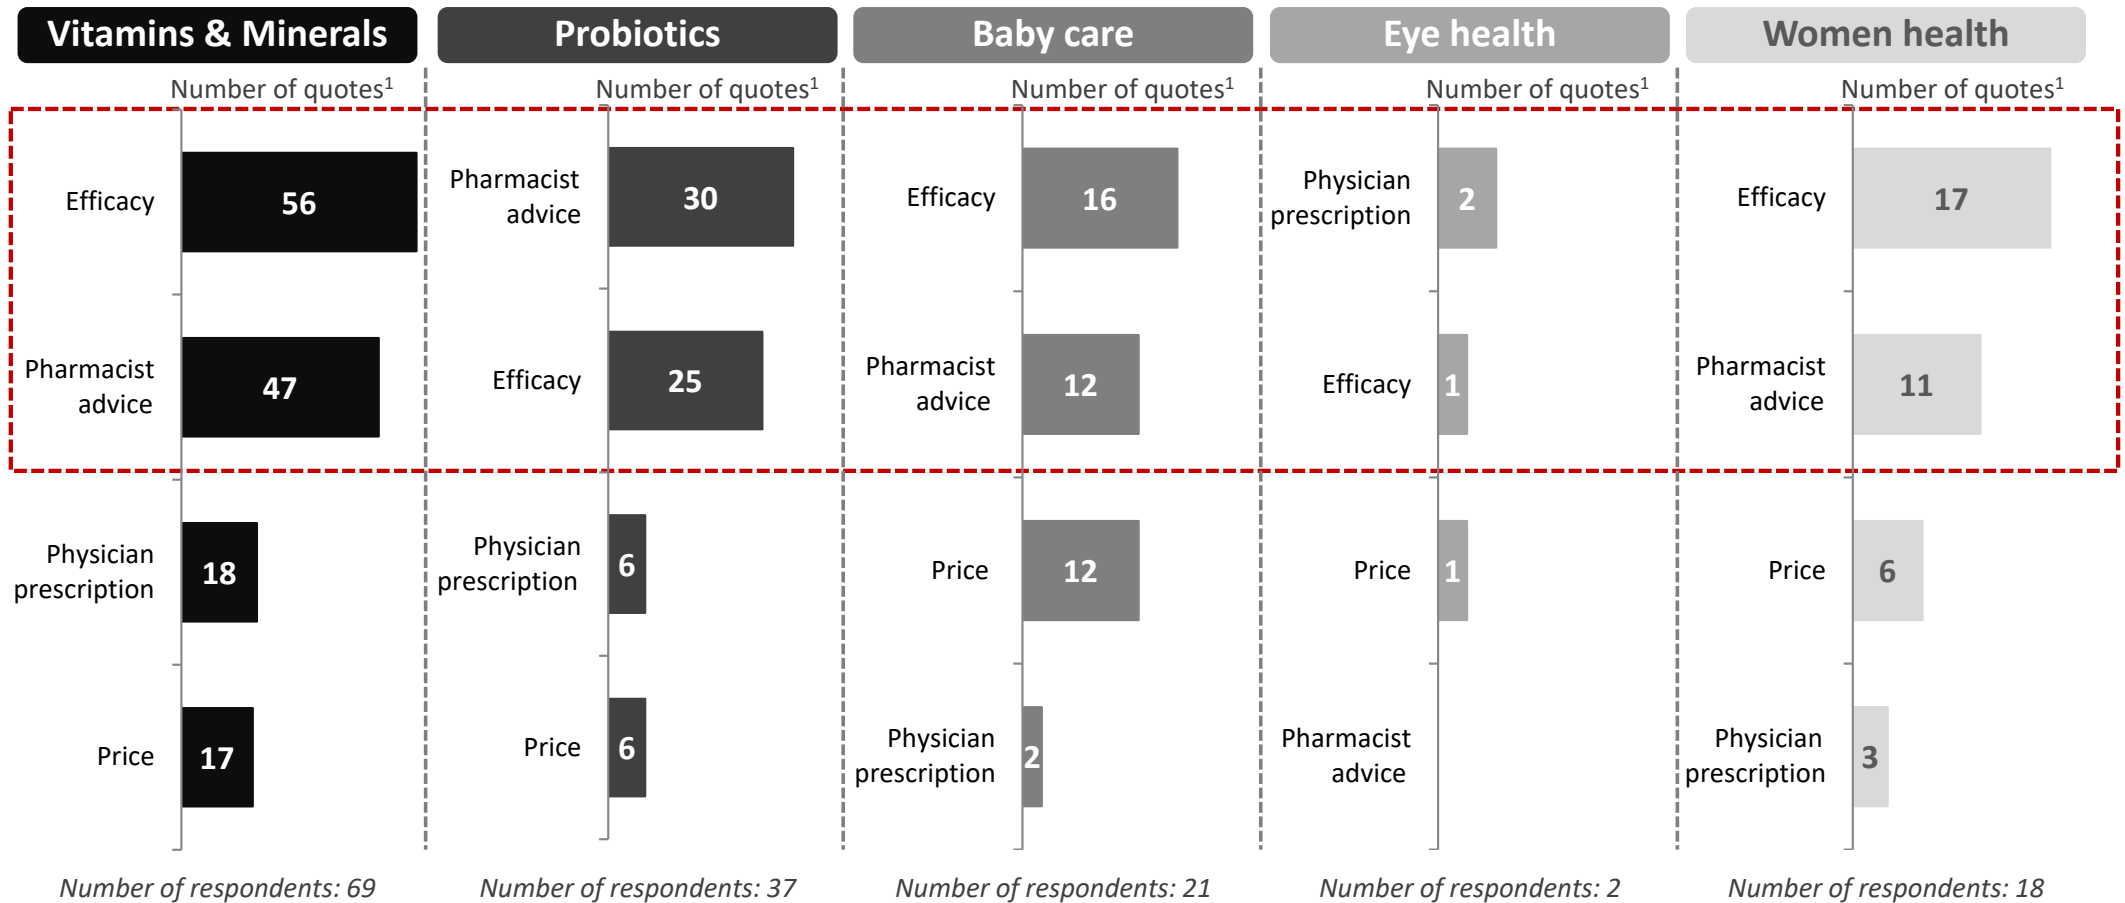 Vitamins & Minerals
Number of quotes¹
Efficacy
56
Pharmacist
advice
47
Physician
prescription
18
Price
17
Number of respondents: 69
Probiotics
Number of quotes¹
Pharmacist
advice
30
Efficacy
25
Physician
prescription
6
Price
6
Number of respondents: 37
Baby care
Number of quotes¹
Efficacy
16
Pharmacist
advice
12
Price
12
Physician
prescription
2
Number of respondents: 21
Eye health
Number of quotes¹
Physician
prescription
2
Efficacy
1
Price
1
Pharmacist
advice
Number of respondents: 2
Women health
Number of quotes¹
Efficacy
17
Pharmacist
advice
11
Price
6
Physician
prescription
3
Number of respondents: 18